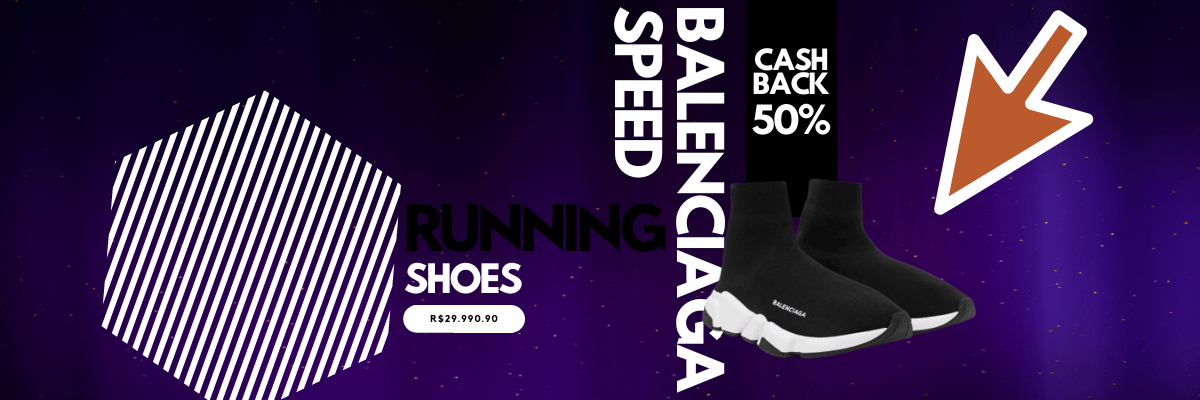 RUNNING
SHOES
R$29.990.90
BALENCIAGA
SPEED
CASH
BACK
50%
BALENCIAGA